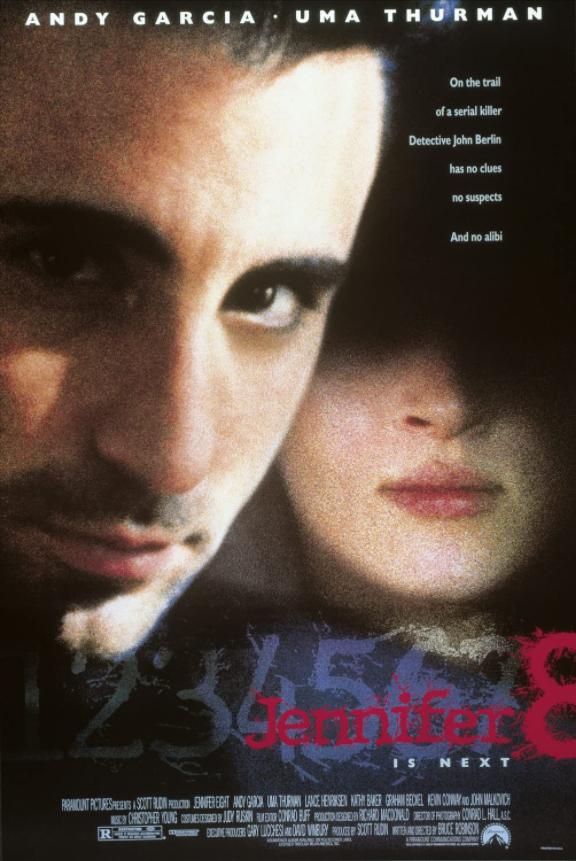 ANDY GARCIA · UMA THURMAN
On the trail
of a serial killer
Detective John Berlin
has no clues
no suspects
And no alibi
12345678
Jennifer 8
IS NEXT
PARAMOUNT PICTURES PRESENTS A SCOTT RUDIN PRODUCTION JENNIFER EIGHT ANDY GARCIA UMA THURMAN LANCE HENRIKSEN KATHY BAKER GRAHAM BECKEL KEVIN CONWAY AND JOHN MALKOVICH
MUSIC BY CHRISTOPHER YOUNG COSTUMES DESIGNED BY JUDY RUSKIN FILM EDITOR CONRAD BUFF PRODUCTION DESIGNED BY RICHARD MACDONALD DIRECTOR OF PHOTOGRAPHY CONRAD L. HALL A.S.C.
R RESTRICTED EXECUTIVE PRODUCERS GARY LUCCHESI AND DAVID WIMBURY PRODUCED BY SCOTT RUDIN WRITTEN AND DIRECTED BY BRUCE ROBINSON